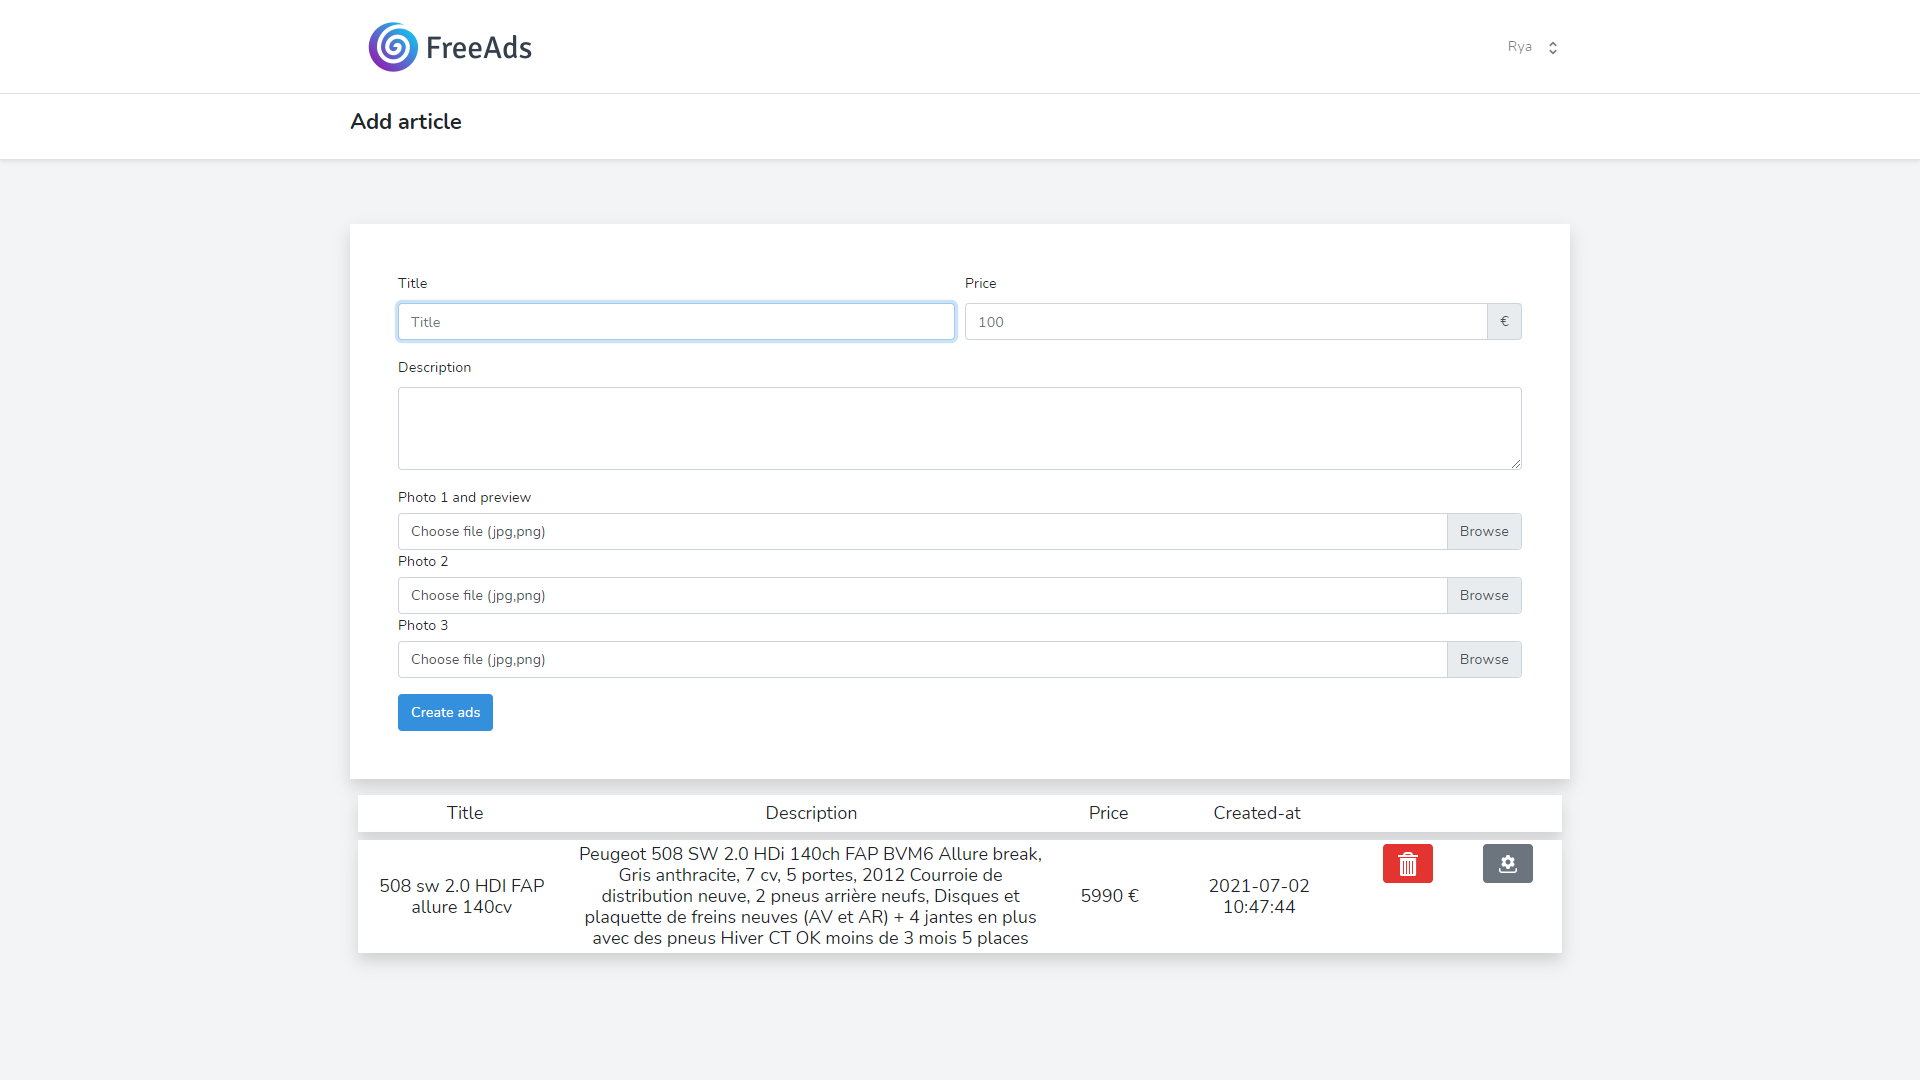 FreeAds
Rya
Add article
Title
Price
Title
100
€
Description
Photo 1 and preview
Choose file (jpg,png)
Browse
Photo 2
Choose file (jpg,png)
Browse
Photo 3
Choose file (jpg,png)
Browse
Create ads
Title
Description
Price
Created-at
508 sw 2.0 HDI FAP
allure 140cv
Peugeot 508 SW 2.0 HDi 140ch FAP BVM6 Allure break,
Gris anthracite, 7 cv, 5 portes, 2012 Courroie de
distribution neuve, 2 pneus arrière neufs, Disques et
plaquette de freins neuves (AV et AR) + 4 jantes en plus
avec des pneus Hiver CT OK moins de 3 mois 5 places
5990 €
2021-07-02
10:47:44